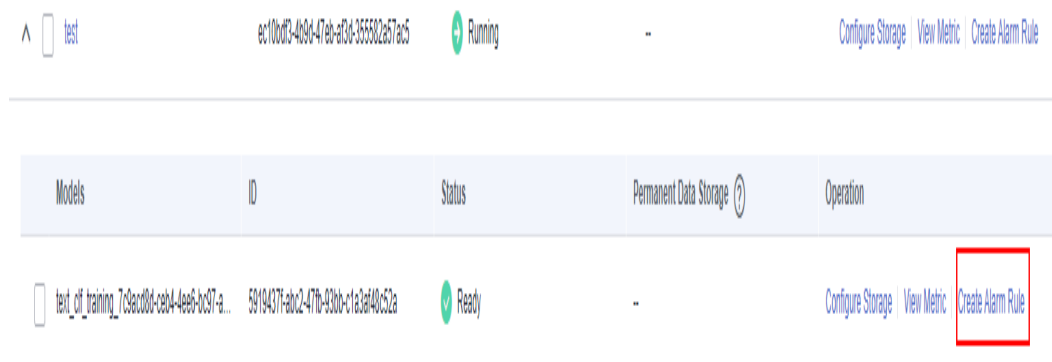 test ec10bdf3-4b9d-47eb-af3d-355582a57ac5 Running -- Configure Storage View Metric Create Alarm Rule
Models ID Status Permanent Data Storage ? Operation
text_clf_training_7c9acd8d-ceb4-4ee6-bc97-a... 5919437f-abc2-47fb-93bb-c1a3af48c52a Ready -- Configure Storage View Metric Create Alarm Rule